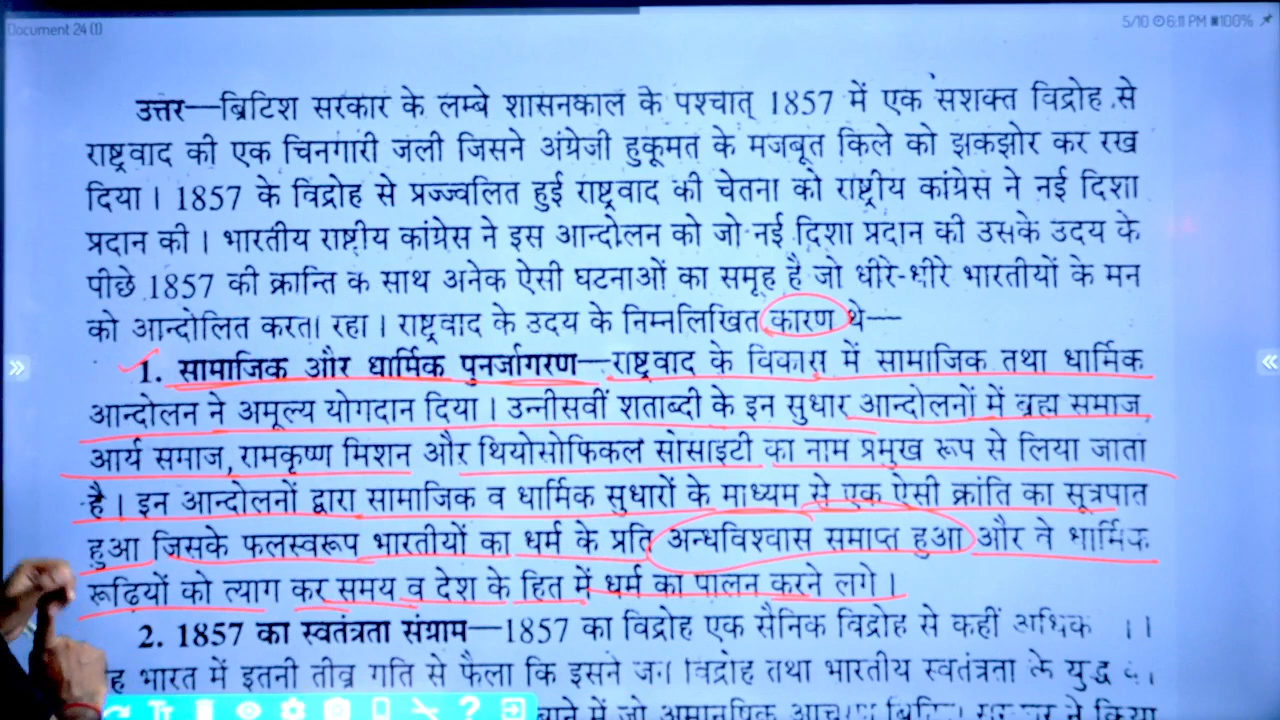 Document 24 (1)
5/10 6:11 PM 100%
उत्तर—ब्रिटिश सरकार के लम्बे शासनकाल के पश्चात् 1857 में एक सशक्त विद्रोह से
राष्ट्रवाद की एक चिनगारी जली जिसने अंग्रेजी हुकूमत के मजबूत किले को झकझोर कर रख
दिया । 1857 के विद्रोह से प्रज्ज्वलित हुई राष्ट्रवाद की चेतना को राष्ट्रीय कांग्रेस ने नई दिशा
प्रदान की । भारतीय राष्ट्रीय कांग्रेस ने इस आन्दोलन को जो नई दिशा प्रदान की उसके उदय के
पीछे 1857 की क्रान्ति के साथ अनेक ऐसी घटनाओं का समूह है जो धीरे-धीरे भारतीयों के मन
को आन्दोलित करता रहा । राष्ट्रवाद के उदय के निम्नलिखित कारण थे—
1. सामाजिक और धार्मिक पुनर्जागरण—राष्ट्रवाद के विकास में सामाजिक तथा धार्मिक
आन्दोलन ने अमूल्य योगदान दिया । उन्नीसवीं शताब्दी के इन सुधार आन्दोलनों में ब्रह्म समाज,
आर्य समाज, रामकृष्ण मिशन और थियोसोफिकल सोसाइटी का नाम प्रमुख रूप से लिया जाता
है । इन आन्दोलनों द्वारा सामाजिक व धार्मिक सुधारों के माध्यम से एक ऐसी क्रांति का सूत्रपात
हुआ जिसके फलस्वरूप भारतीयों का धर्म के प्रति अन्धविश्वास समाप्त हुआ और वे धार्मिक
रूढ़ियों को त्याग कर समय व देश के हित में धर्म का पालन करने लगे ।
2. 1857 का स्वतंत्रता संग्राम—1857 का विद्रोह एक सैनिक विद्रोह से कहीं अधिक
भारत में इतनी तीव्र गति से फैला कि इसने जन विद्रोह तथा भारतीय स्वतंत्रता के युद्ध
में जो अमानुषिक ने किया